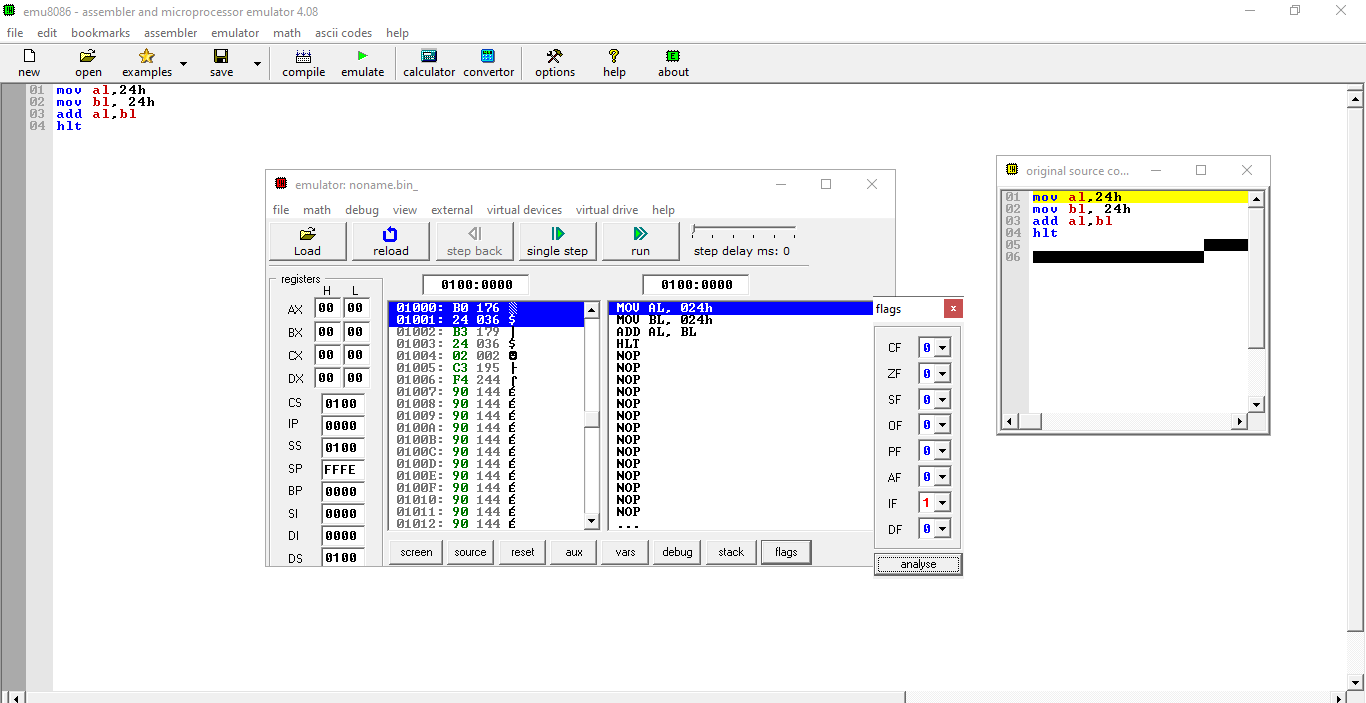 emu8086 - assembler and microprocessor emulator 4.08
file edit bookmarks assembler emulator math ascii codes help
new open examples save compile emulate calculator convertor options help about
01 mov al,24h
02 mov bl, 24h
03 add al,bl
04 hlt
emulator: noname.bin_
file math debug view external virtual devices virtual drive help
Load reload step back single step run step delay ms: 0
registers
H L
AX 00 00
BX 00 00
CX 00 00
DX 00 00
CS 0100
IP 0000
SS 0100
SP FFFE
BP 0000
SI 0000
DI 0000
DS 0100
0100:0000
01000: B0 176 ▒
01001: 24 036 $
01002: B3 179 │
01003: 24 036 $
01004: 02 002 ☻
01005: C3 195 ├
01006: F4 244 ⌠
01007: 90 144 É
01008: 90 144 É
01009: 90 144 É
0100A: 90 144 É
0100B: 90 144 É
0100C: 90 144 É
0100D: 90 144 É
0100E: 90 144 É
0100F: 90 144 É
01010: 90 144 É
01011: 90 144 É
01012: 90 144 É
0100:0000
MOV AL, 024h
MOV BL, 024h
ADD AL, BL
HLT
NOP
NOP
NOP
NOP
NOP
NOP
NOP
NOP
NOP
NOP
NOP
NOP
NOP
NOP
...
screen source reset aux vars debug stack flags
flags x
CF 0
ZF 0
SF 0
OF 0
PF 0
AF 0
IF 1
DF 0
analyse
original source co...
01 mov al,24h
02 mov bl, 24h
03 add al,bl
04 hlt
05
06